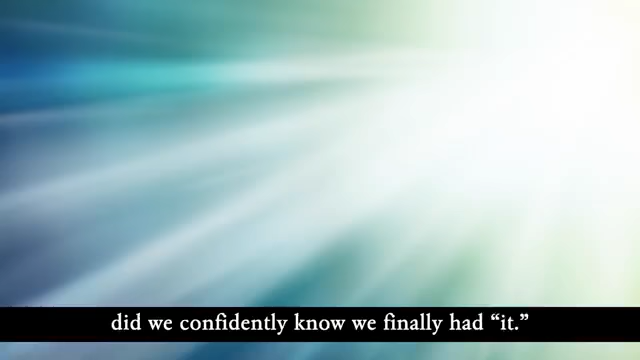 did we confidently know we finally had “it.”